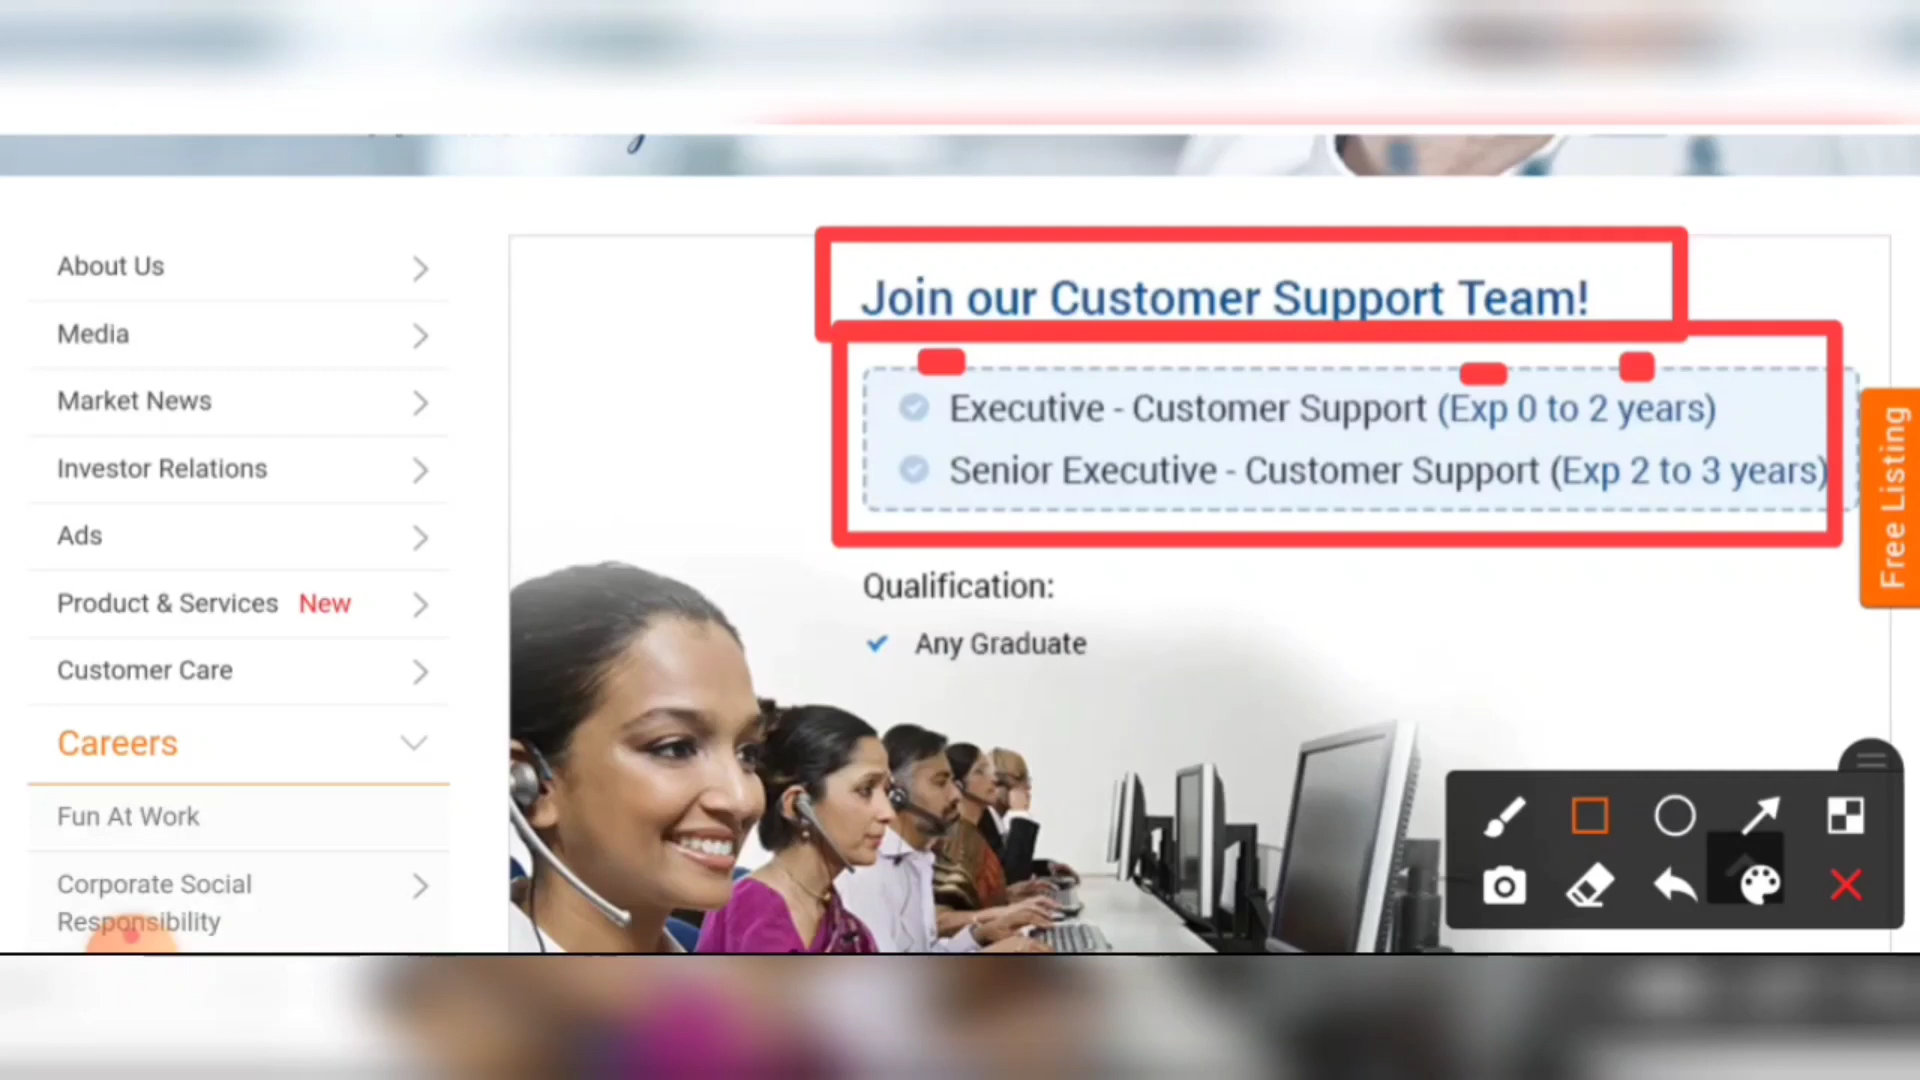 About Us
Media
Market News
Investor Relations
Ads
Product & Services New
Customer Care
Careers
Fun At Work
Corporate Social
Responsibility
Join our Customer Support Team!
Executive - Customer Support (Exp 0 to 2 years)
Senior Executive - Customer Support (Exp 2 to 3 years)
Qualification:
Any Graduate
Free Listing